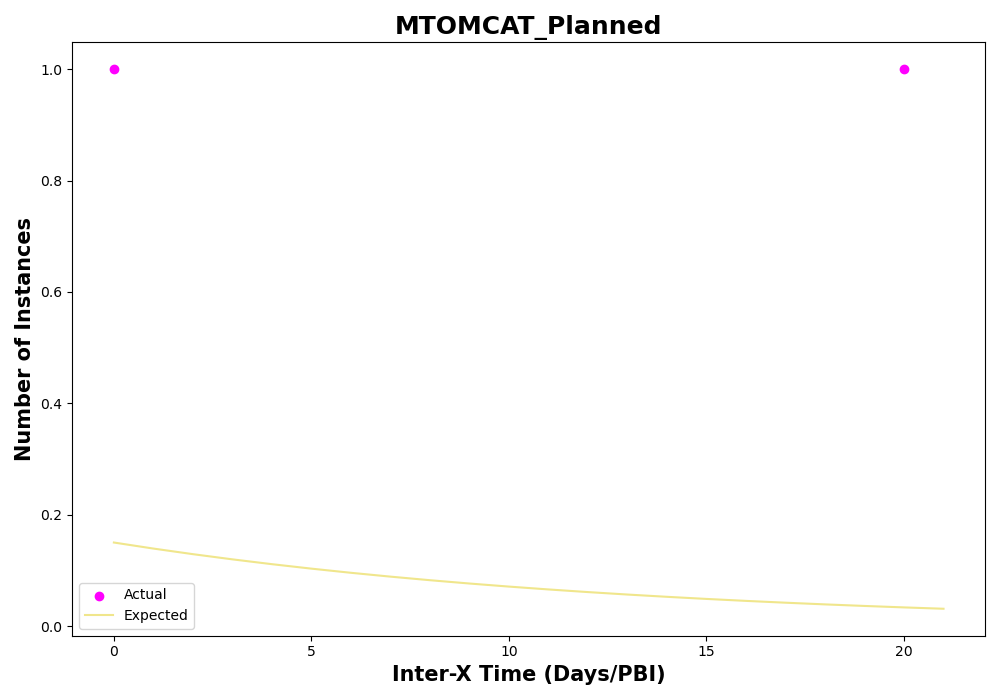 MTOMCAT_Planned
Number of Instances
1.0
0.8
0.6
0.4
0.2
0.0
Actual
Expected
0 5 10 15 20
Inter-X Time (Days/PBI)